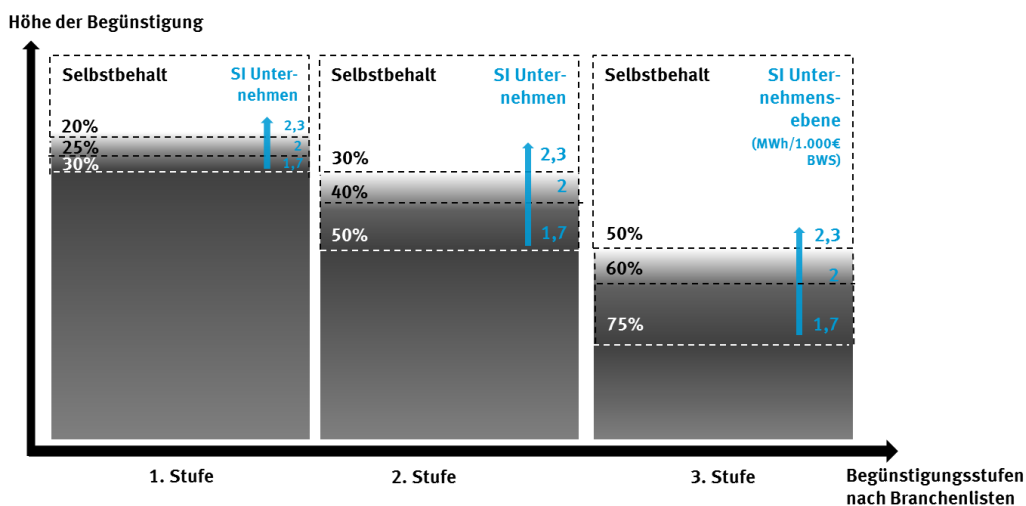 Höhe der Begünstigung
Selbstbehalt
SI Unter-
nehmen
20%
2,3
25%
2
30%
1,7
Selbstbehalt
SI Unter-
nehmen
30%
2,3
40%
2
50%
1,7
Selbstbehalt
SI Unter-
nehmens-
ebene
(MWh/1.000€
BWS)
50%
2,3
60%
2
75%
1,7
1. Stufe
2. Stufe
3. Stufe
Begünstigungsstufen
nach Branchenlisten